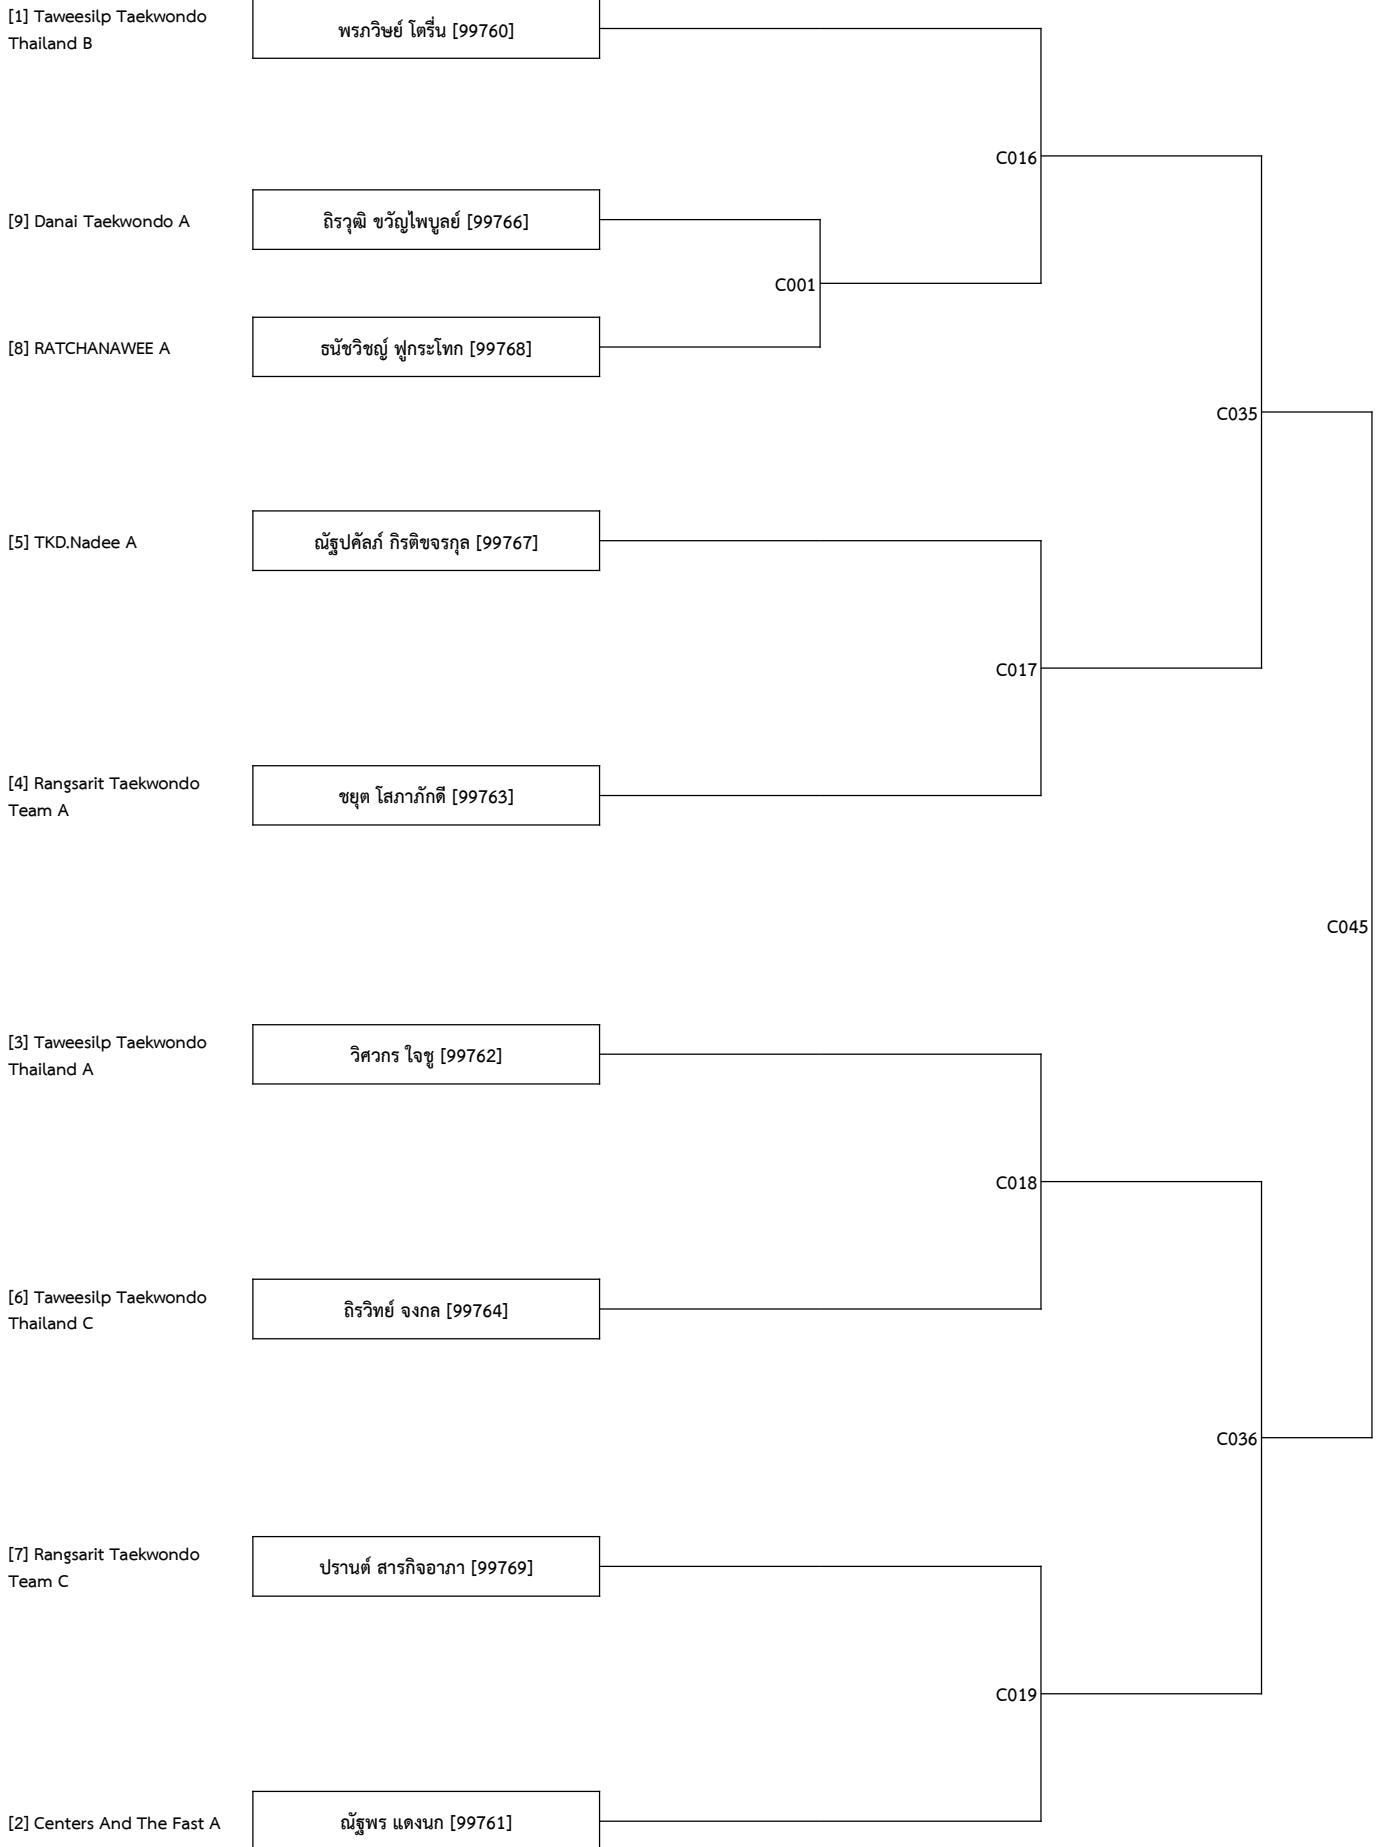 [1] Taweesilp Taekwondo
Thailand B
พรภวิษย์ โตรื่น [99760]
C016
[9] Danai Taekwondo A
ถิรวุฒิ ขวัญไพบูลย์ [99766]
C001
[8] RATCHANAWEE A
ธนัชวิชญ์ ฟูกระโทก [99768]
C035
[5] TKD.Nadee A
ณัฐปคัลภ์ กิรติขจรกุล [99767]
C017
[4] Rangsarit Taekwondo
Team A
ชยุต โสภาภักดี [99763]
C045
[3] Taweesilp Taekwondo
Thailand A
วิศวกร ใจชู [99762]
C018
[6] Taweesilp Taekwondo
Thailand C
ถิรวิทย์ จงกล [99764]
C036
[7] Rangsarit Taekwondo
Team C
ปรานต์ สารกิจอาภา [99769]
C019
[2] Centers And The Fast A
ณัฐพร แดงนก [99761]